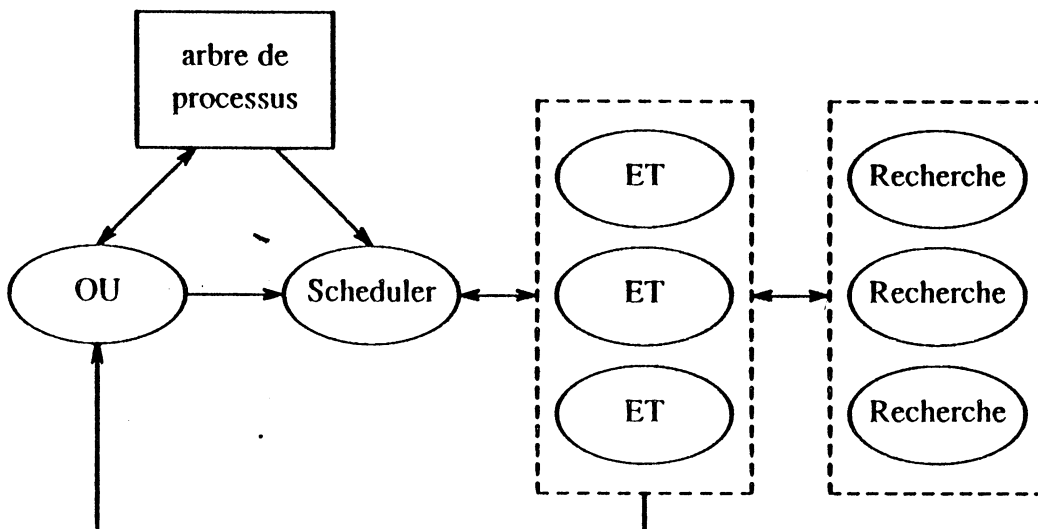 arbre de
processus
OU
Scheduler
ET
ET
ET
Recherche
Recherche
Recherche